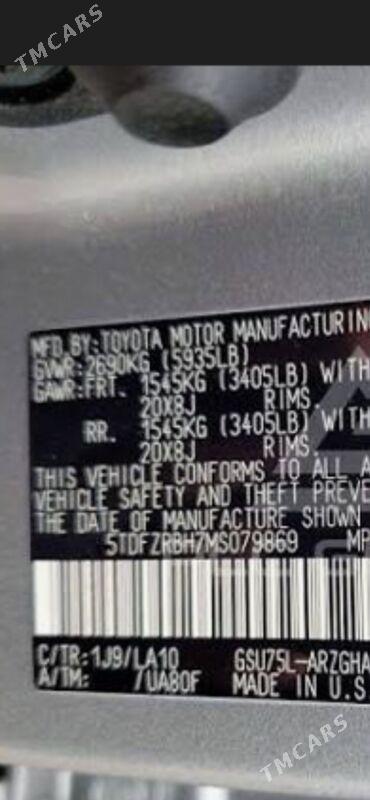 TMCARS
MFD.BY:TOYOTA MOTOR MANUFACTURING
GVWR:2690KG (5935LB)
GAWR:FRT. 1545KG (3405LB) WITH
20X8J RIMS.
RR. 1545KG (3405LB) WITH
20X8J RIMS.
THIS VEHICLE CONFORMS TO ALL A
VEHICLE SAFETY AND THEFT PREVE
THE DATE OF MANUFACTURE SHOWN
5TDFZRBH7MS079869 MP
C/TR:1J9/LA10 GSU75L-ARZGHA
A/TM: /UA80F MADE IN U.S
TMCARS